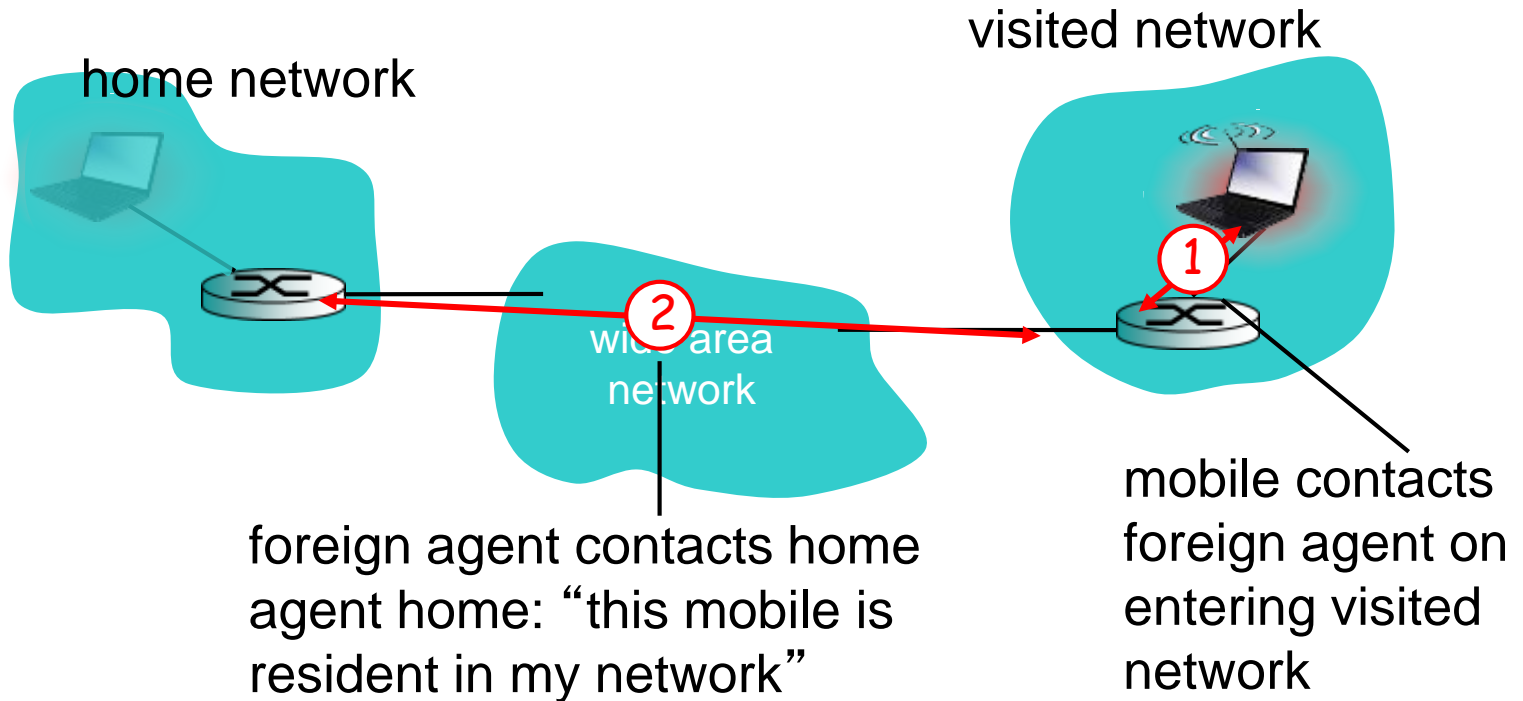 visited network
home network
1
2
wide area
network
foreign agent contacts home
agent home: “this mobile is
resident in my network”
mobile contacts
foreign agent on
entering visited
network